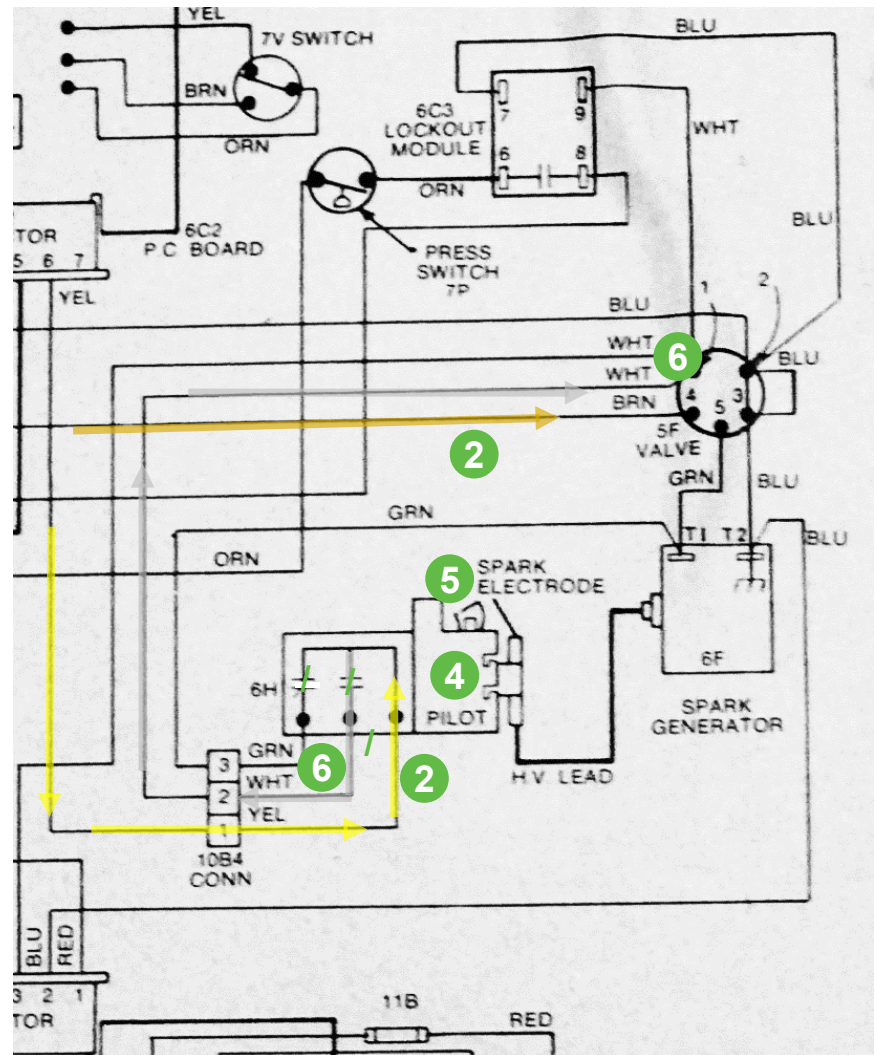 YEL
7V SWITCH
BRN
ORN
BLU
6C3
LOCKOUT
MODULE
7
9
6
8
WHT
ORN
BLU
6C2
P.C. BOARD
TOR
5 6 7
YEL
PRESS
SWITCH
7P
1
2
BLU
WHT
6
WHT
BLU
BRN
4
5
3
5F
VALVE
2
GRN
BLU
GRN
T1 T2
BLU
ORN
5
SPARK
ELECTRODE
6H
4
PILOT
6F
SPARK
GENERATOR
3
GRN
6
2
WHT
2
H.V. LEAD
1
YEL
10B4
CONN
BLU
RED
3 2 1
TOR
11B
RED